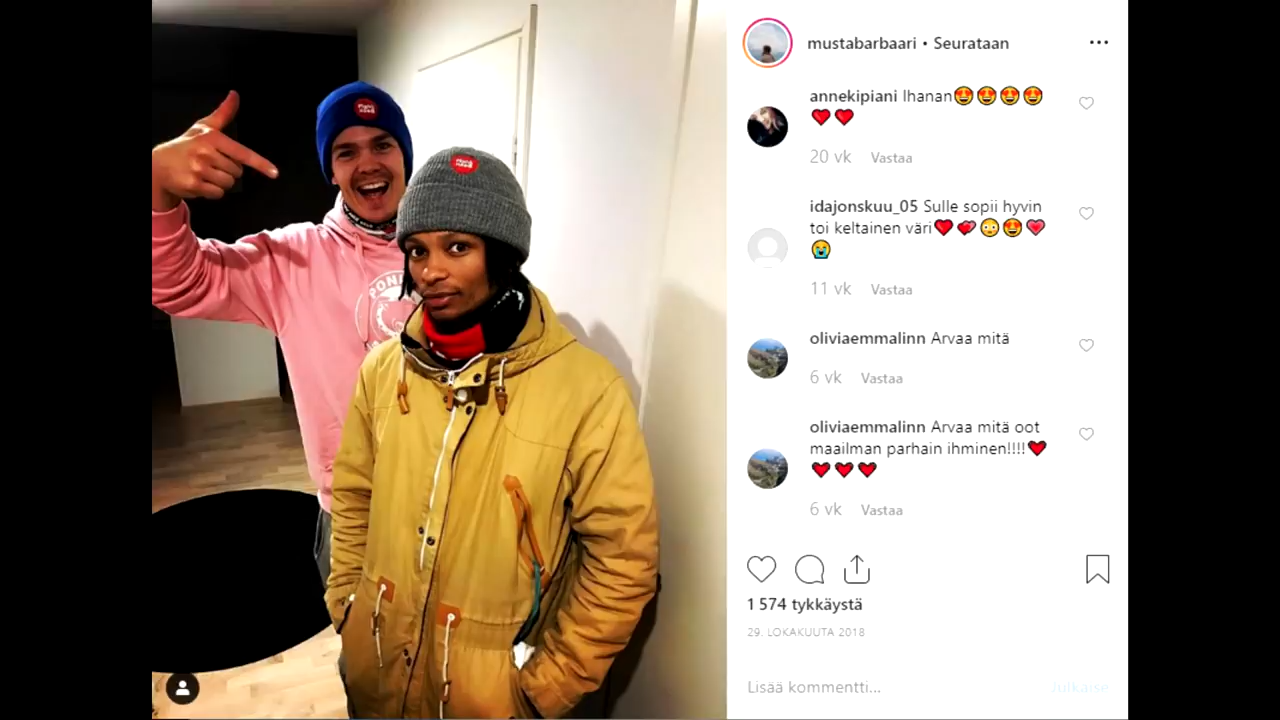 mustabarbaari • Seurataan
annekipiani Ihanan😍😍😍😍
❤❤
20 vk Vastaa
idajonskuu_05 Sulle sopii hyvin
toi keltainen väri❤💕😳😍💗
😭
11 vk Vastaa
oliviaemmalinn Arvaa mitä
6 vk Vastaa
oliviaemmalinn Arvaa mitä oot
maailman parhain ihminen!!!!❤
❤❤❤
6 vk Vastaa
1 574 tykkäystä
29. LOKAKUUTA 2018
Lisää kommentti... Julkaise